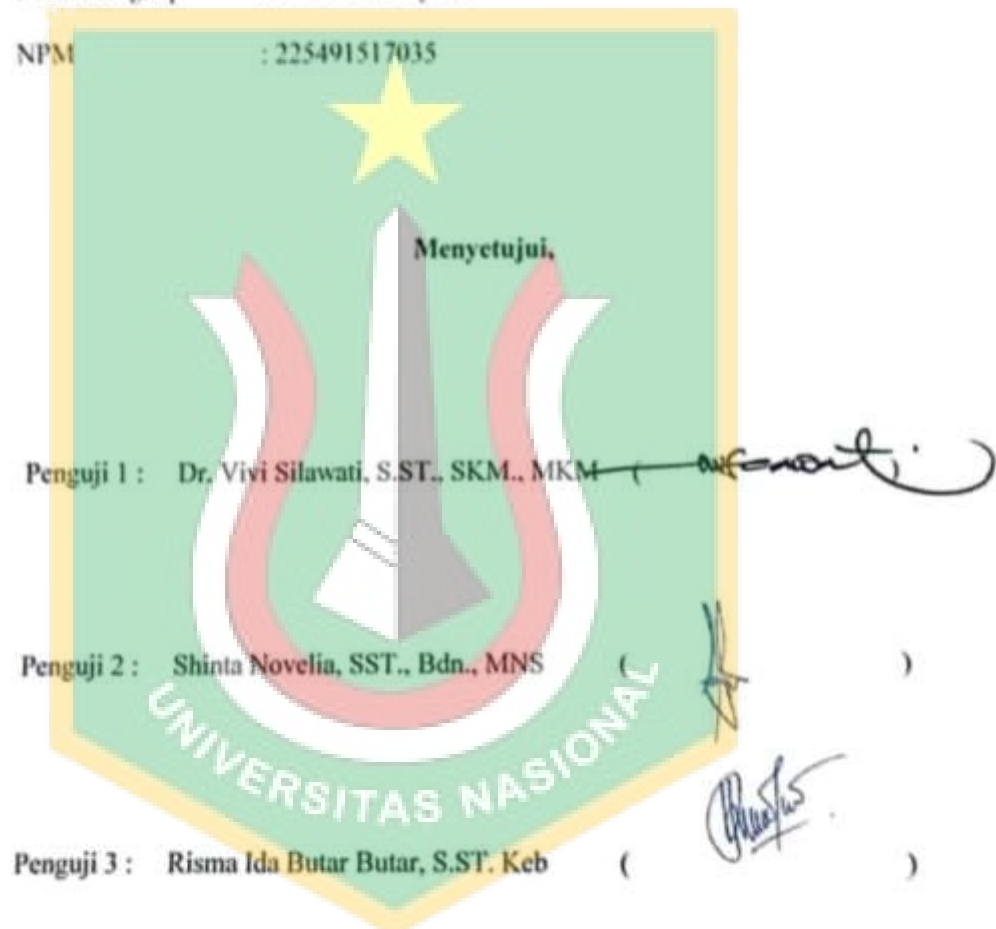 NPM : 225491517035
Menyetujui,
Penguji 1 : Dr. Vivi Silawati, S.ST., SKM., MKM (
)
Penguji 2 : Shinta Novelia, SST., Bdn., MNS ( )
UNIVERSITAS NASIONAL
Penguji 3 : Risma Ida Butar Butar, S.ST. Keb ( )